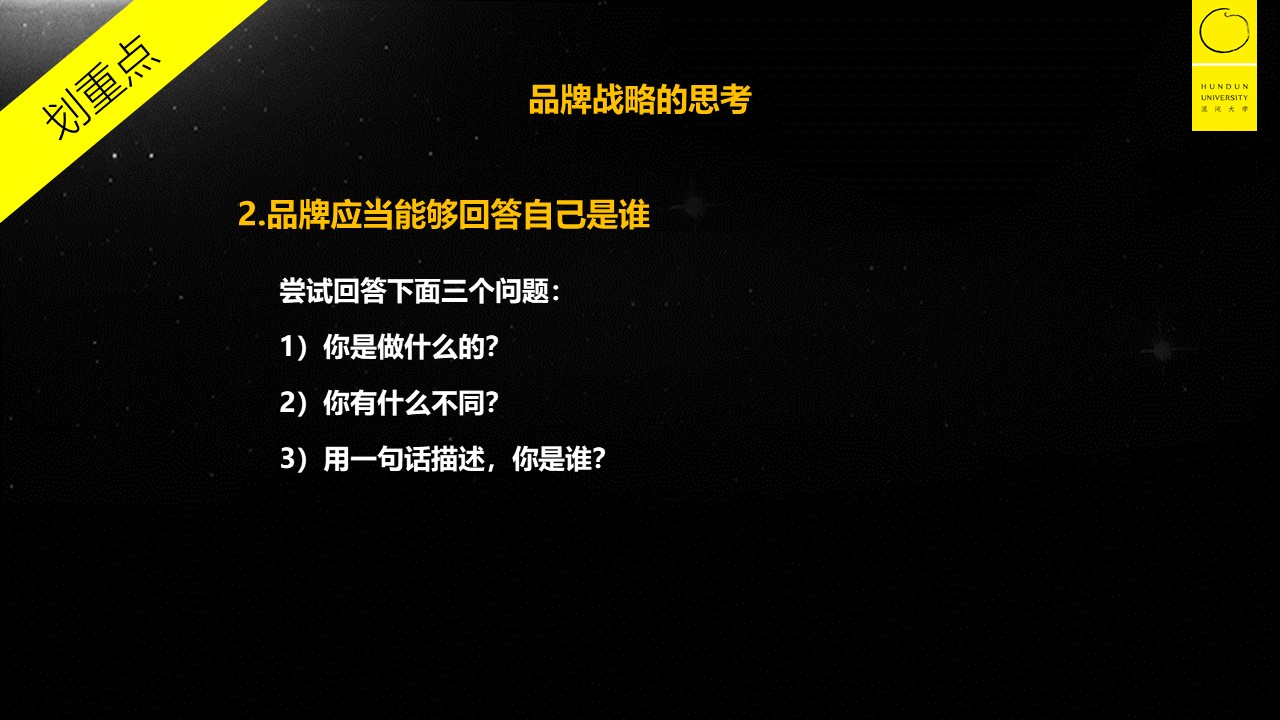 划重点
HUNDUN
UNIVERSITY
混沌大学
品牌战略的思考
2.品牌应当能够回答自己是谁
尝试回答下面三个问题：
1）你是做什么的？
2）你有什么不同？
3）用一句话描述，你是谁？